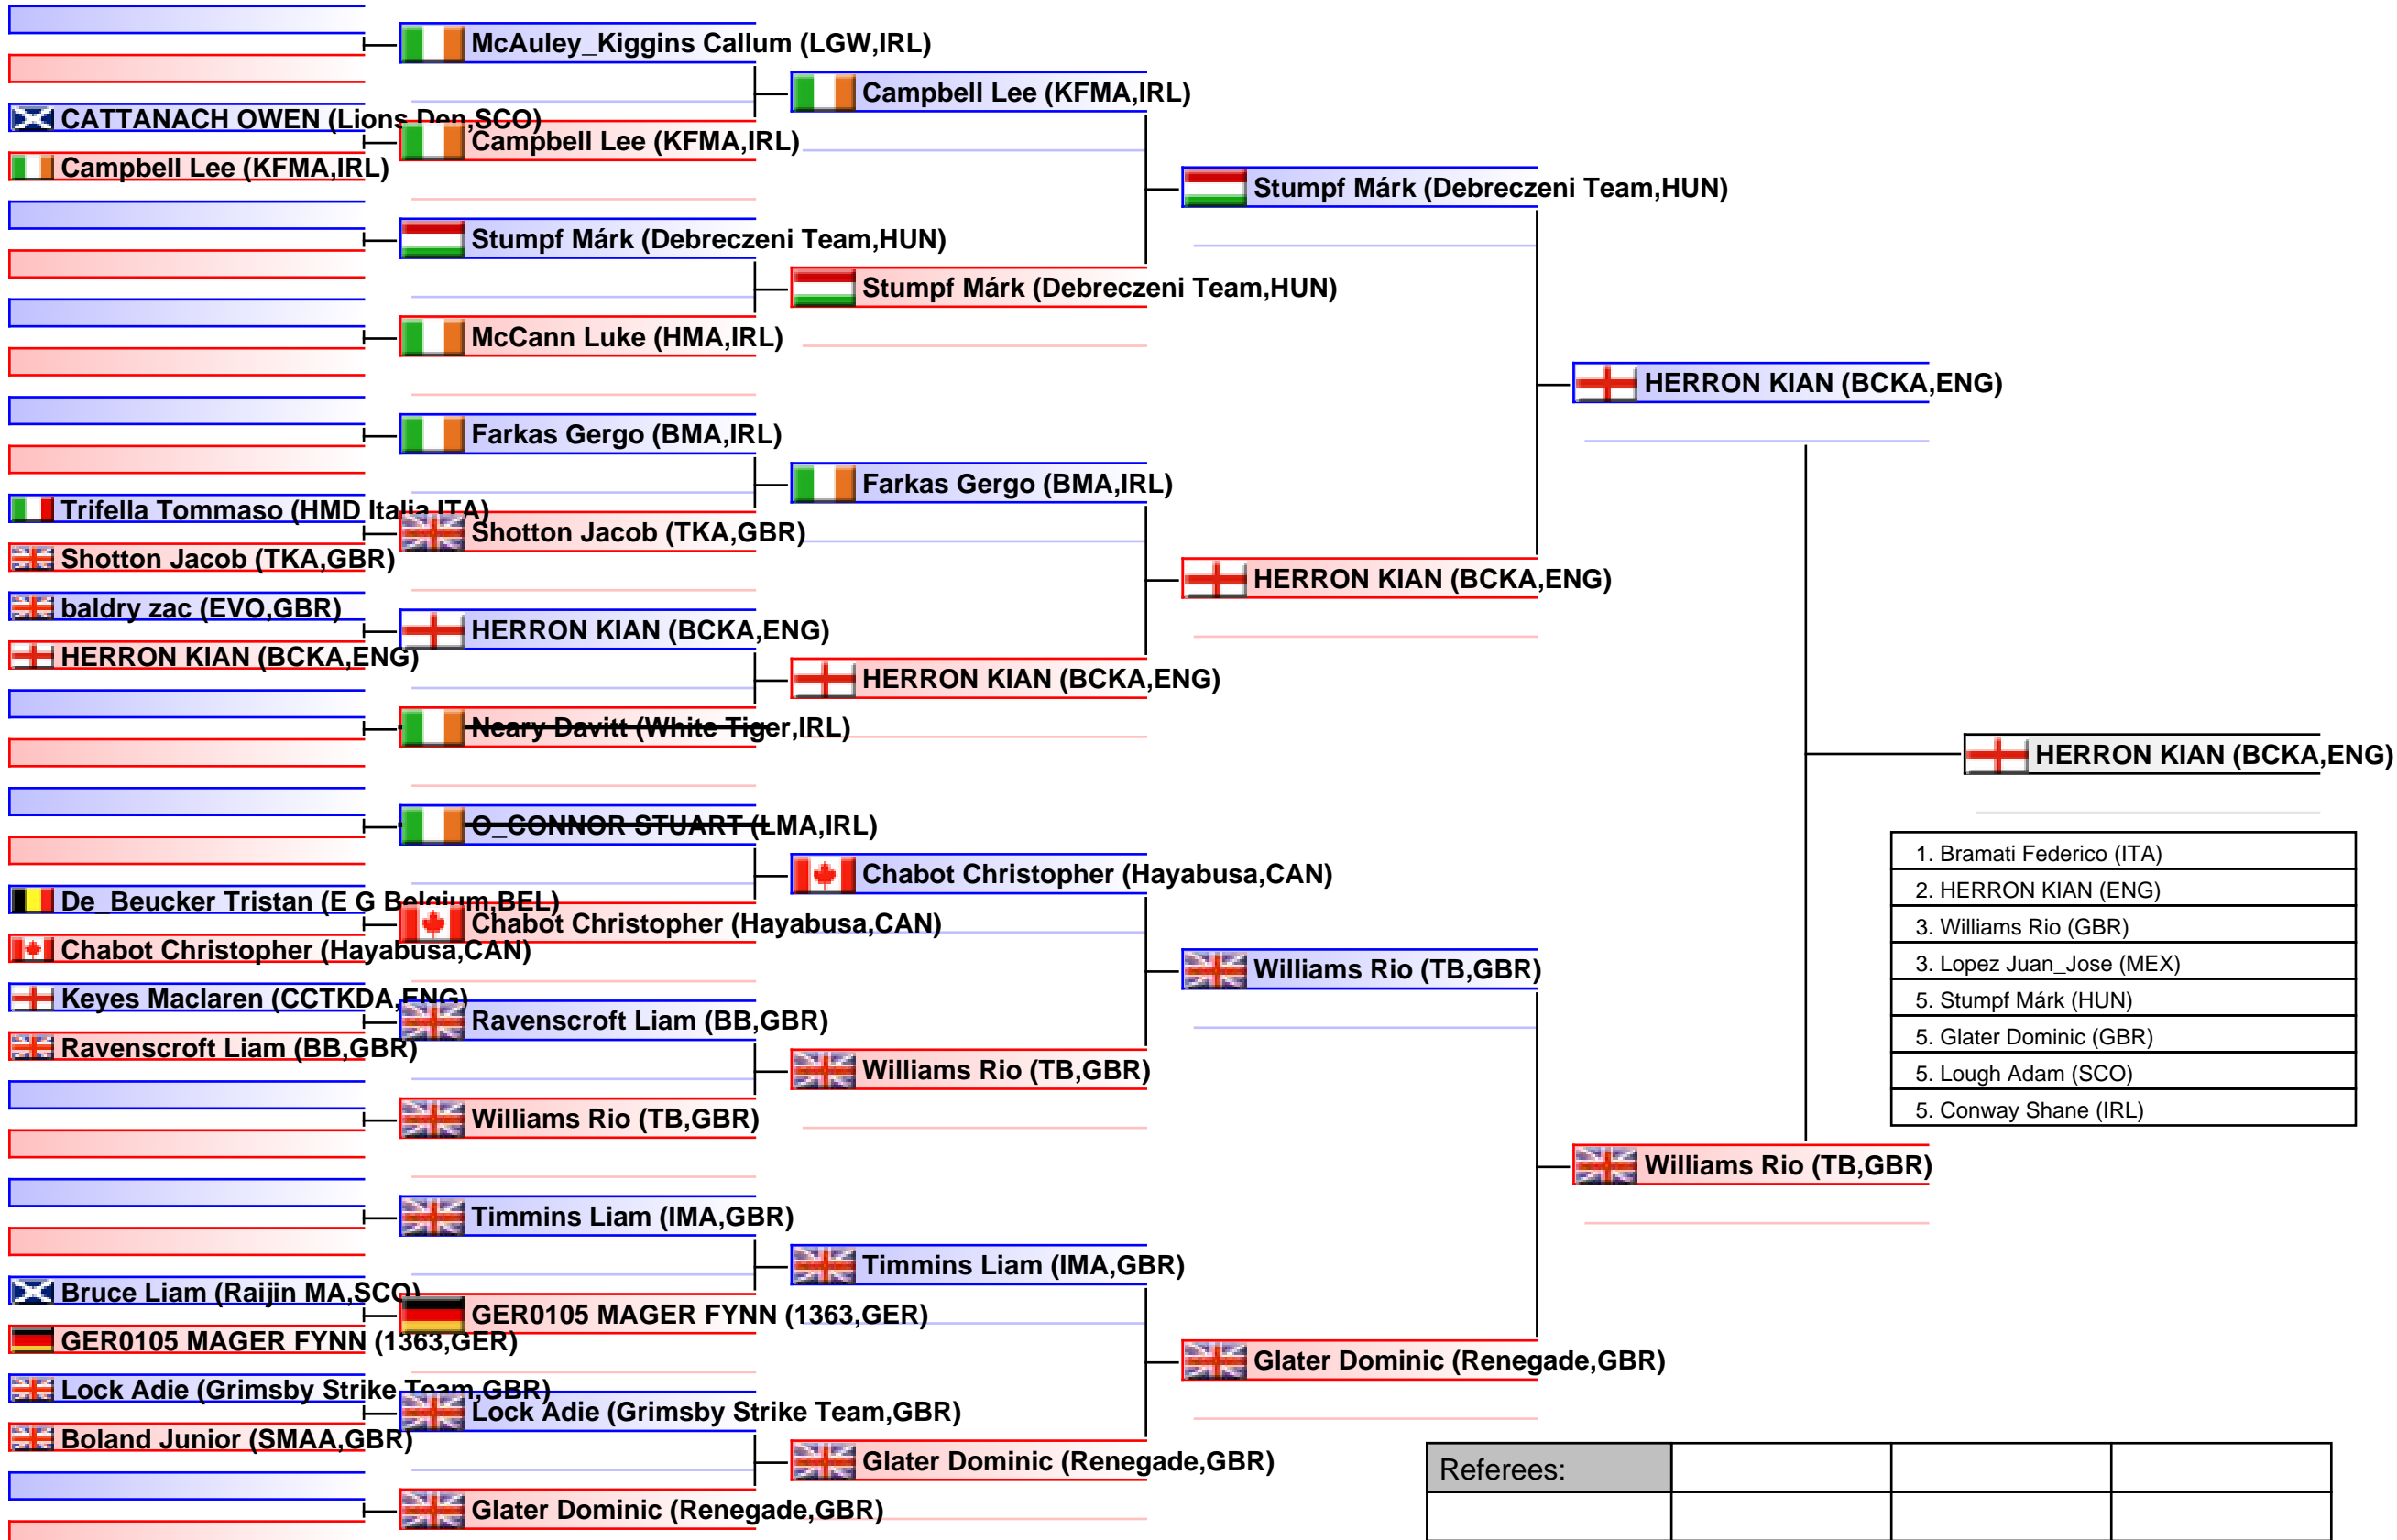 McAuley_Kiggins Callum (LGW,IRL)
Campbell Lee (KFMA,IRL)
CATTANACH OWEN (Lions Den,SCO)
Campbell Lee (KFMA,IRL)
Campbell Lee (KFMA,IRL)
Stumpf Márk (Debreczeni Team,HUN)
Stumpf Márk (Debreczeni Team,HUN)
Stumpf Márk (Debreczeni Team,HUN)
McCann Luke (HMA,IRL)
HERRON KIAN (BCKA,ENG)
Farkas Gergo (BMA,IRL)
Farkas Gergo (BMA,IRL)
Trifella Tommaso (HMD Italia,ITA)
Shotton Jacob (TKA,GBR)
Shotton Jacob (TKA,GBR)
HERRON KIAN (BCKA,ENG)
baldry zac (EVO,GBR)
HERRON KIAN (BCKA,ENG)
HERRON KIAN (BCKA,ENG)
HERRON KIAN (BCKA,ENG)
Neary Davitt (White Tiger,IRL)
HERRON KIAN (BCKA,ENG)
O_CONNOR STUART (LMA,IRL)
1. Bramati Federico (ITA)
2. HERRON KIAN (ENG)
3. Williams Rio (GBR)
3. Lopez Juan_Jose (MEX)
5. Stumpf Márk (HUN)
5. Glater Dominic (GBR)
5. Lough Adam (SCO)
5. Conway Shane (IRL)
Chabot Christopher (Hayabusa,CAN)
De_Beucker Tristan (E G Belgium,BEL)
Chabot Christopher (Hayabusa,CAN)
Chabot Christopher (Hayabusa,CAN)
Williams Rio (TB,GBR)
Keyes Maclaren (CCTKDA,ENG)
Ravenscroft Liam (BB,GBR)
Ravenscroft Liam (BB,GBR)
Williams Rio (TB,GBR)
Williams Rio (TB,GBR)
Williams Rio (TB,GBR)
Timmins Liam (IMA,GBR)
Timmins Liam (IMA,GBR)
Bruce Liam (Raijin MA,SCO)
GER0105 MAGER FYNN (1363,GER)
GER0105 MAGER FYNN (1363,GER)
Glater Dominic (Renegade,GBR)
Lock Adie (Grimsby Strike Team,GBR)
Lock Adie (Grimsby Strike Team,GBR)
Boland Junior (SMAA,GBR)
Glater Dominic (Renegade,GBR)
Glater Dominic (Renegade,GBR)
Referees: